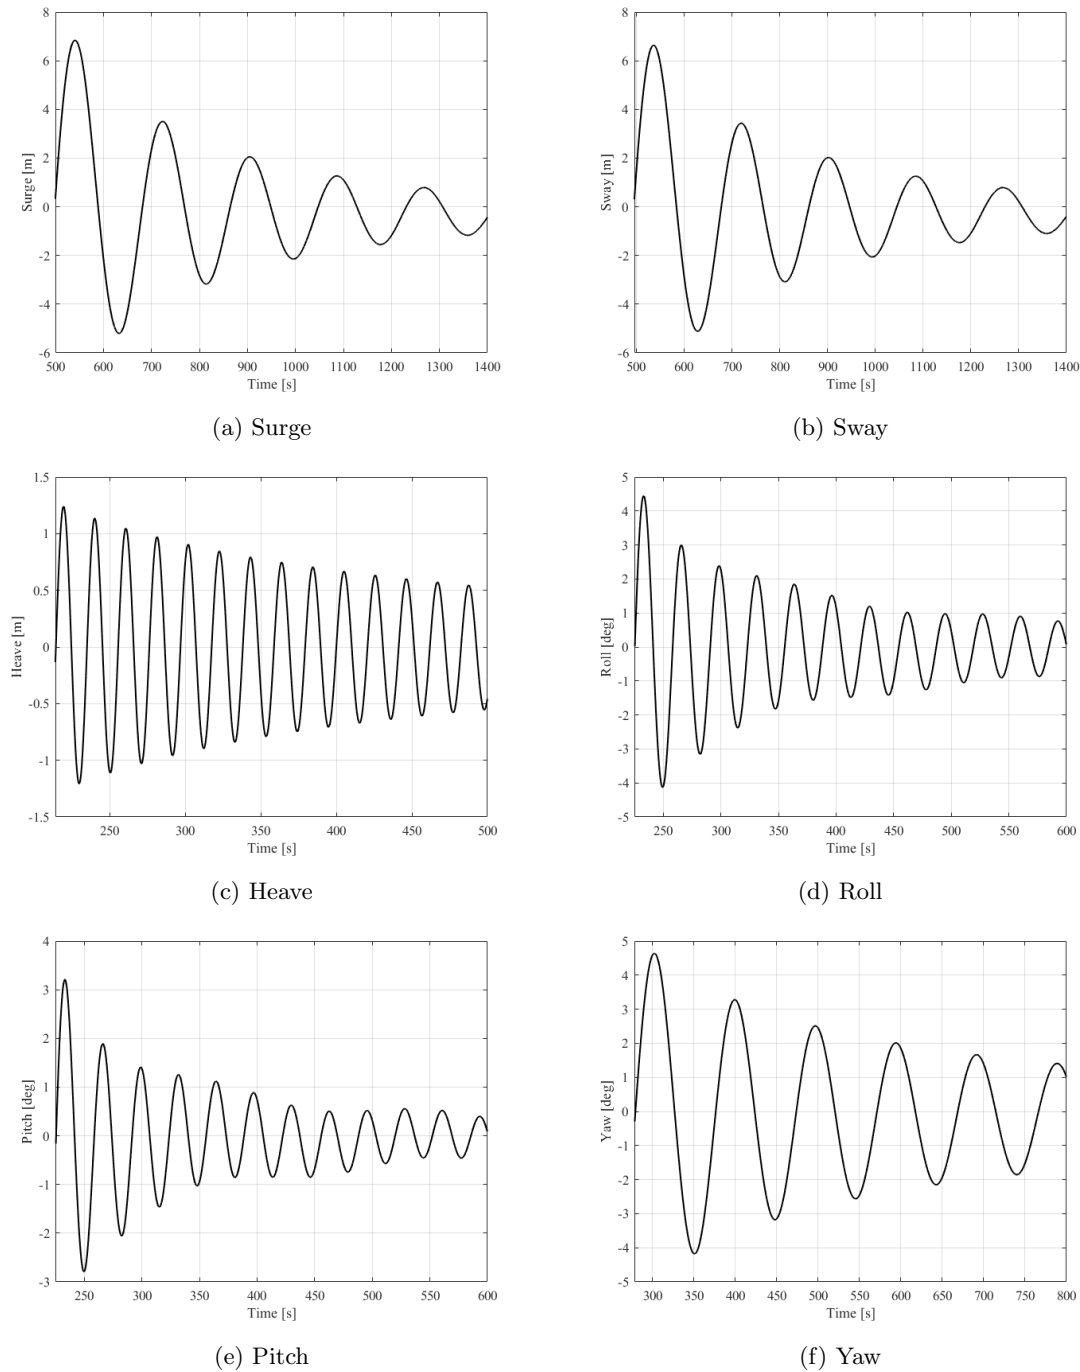 8
6
4
2
0
-2
-4
-6
Surge [m]
500 600 700 800 900 1000 1100 1200 1300 1400
Time [s]
(a) Surge
8
6
4
2
0
-2
-4
-6
Sway [m]
500 600 700 800 900 1000 1100 1200 1300 1400
Time [s]
(b) Sway
1.5
1
0.5
0
-0.5
-1
-1.5
Heave [m]
250 300 350 400 450 500
Time [s]
(c) Heave
5
4
3
2
1
0
-1
-2
-3
-4
-5
Roll [deg]
250 300 350 400 450 500 550 600
Time [s]
(d) Roll
4
3
2
1
0
-1
-2
-3
Pitch [deg]
250 300 350 400 450 500 550 600
Time [s]
(e) Pitch
5
4
3
2
1
0
-1
-2
-3
-4
-5
Yaw [deg]
300 350 400 450 500 550 600 650 700 750 800
Time [s]
(f) Yaw